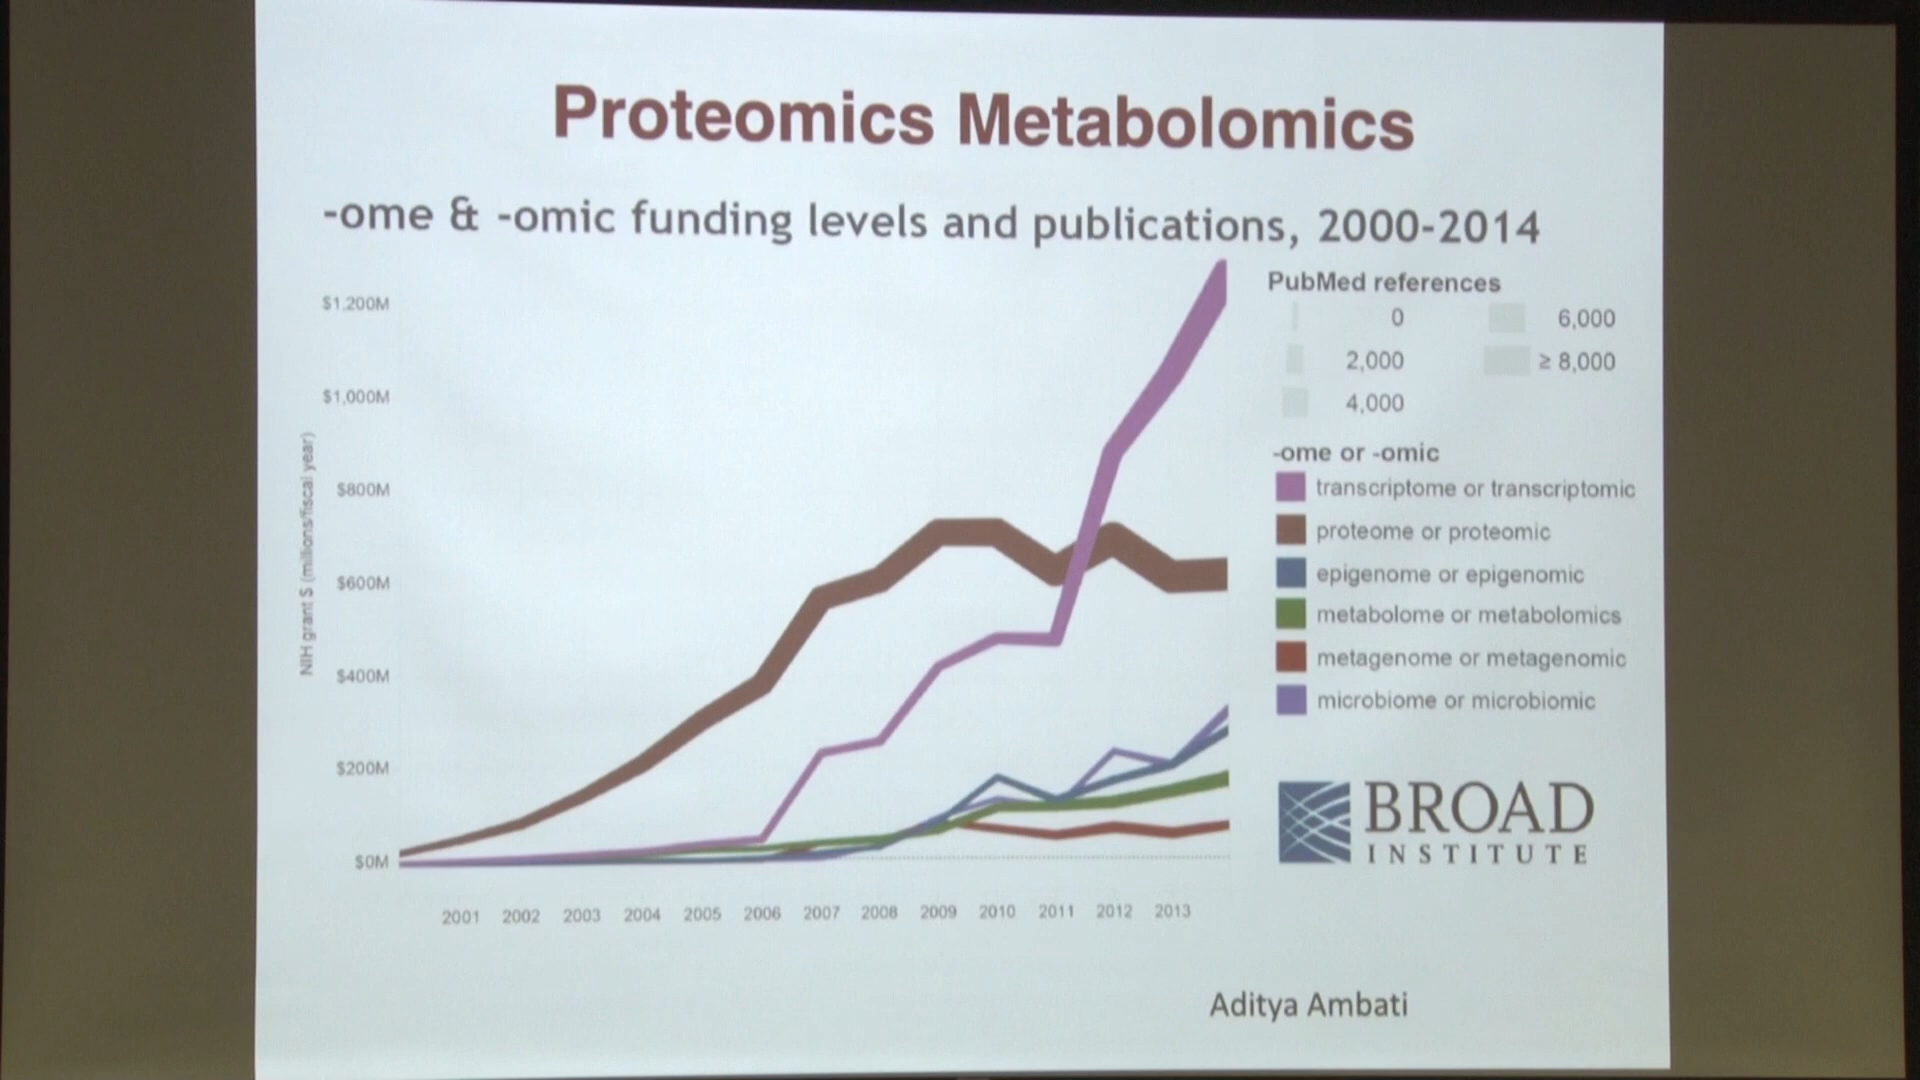 Proteomics Metabolomics
-ome & -omic funding levels and publications, 2000-2014
$1,200M
$1,000M
$800M
$600M
$400M
$200M
$0M
NIH grant $ (millions/fiscal year)
2001 2002 2003 2004 2005 2006 2007 2008 2009 2010 2011 2012 2013
PubMed references
0 6,000
2,000 ≥ 8,000
4,000
-ome or -omic
transcriptome or transcriptomic
proteome or proteomic
epigenome or epigenomic
metabolome or metabolomics
metagenome or metagenomic
microbiome or microbiomic
BROAD
INSTITUTE
Aditya Ambati